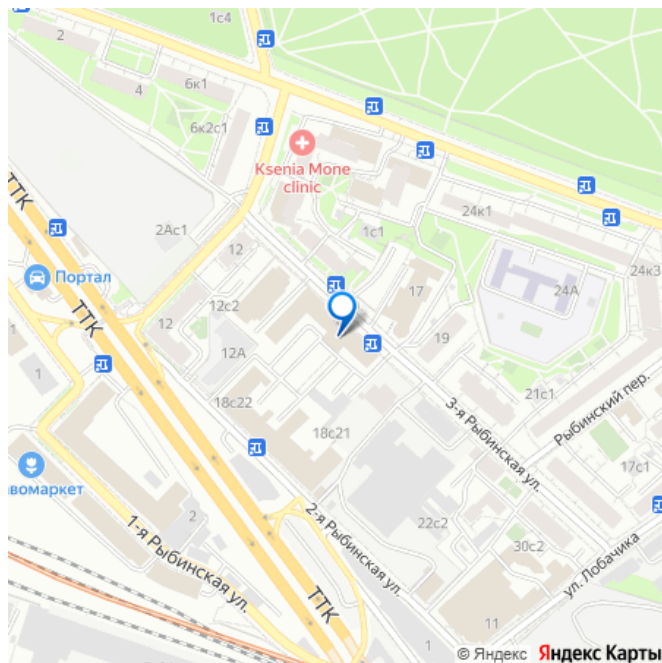 1с4
2
6к1
4
6к2с1
Ksenia Mone
clinic
ТТК
24к1
2Ас1
1с1
12
24к3
Портал
17
24А
12с2
ТТК
12
19
12А
1
21с1
3-я Рыбинская ул.
Рыбинский пер.
18с22
18с21
17с1
авомаркет
2
22с2
2-я Рыбинская ул.
1-я Рыбинская ул.
30с2
ул. Лобачика
ТТК
11
1
© Яндекс Яндекс Карты